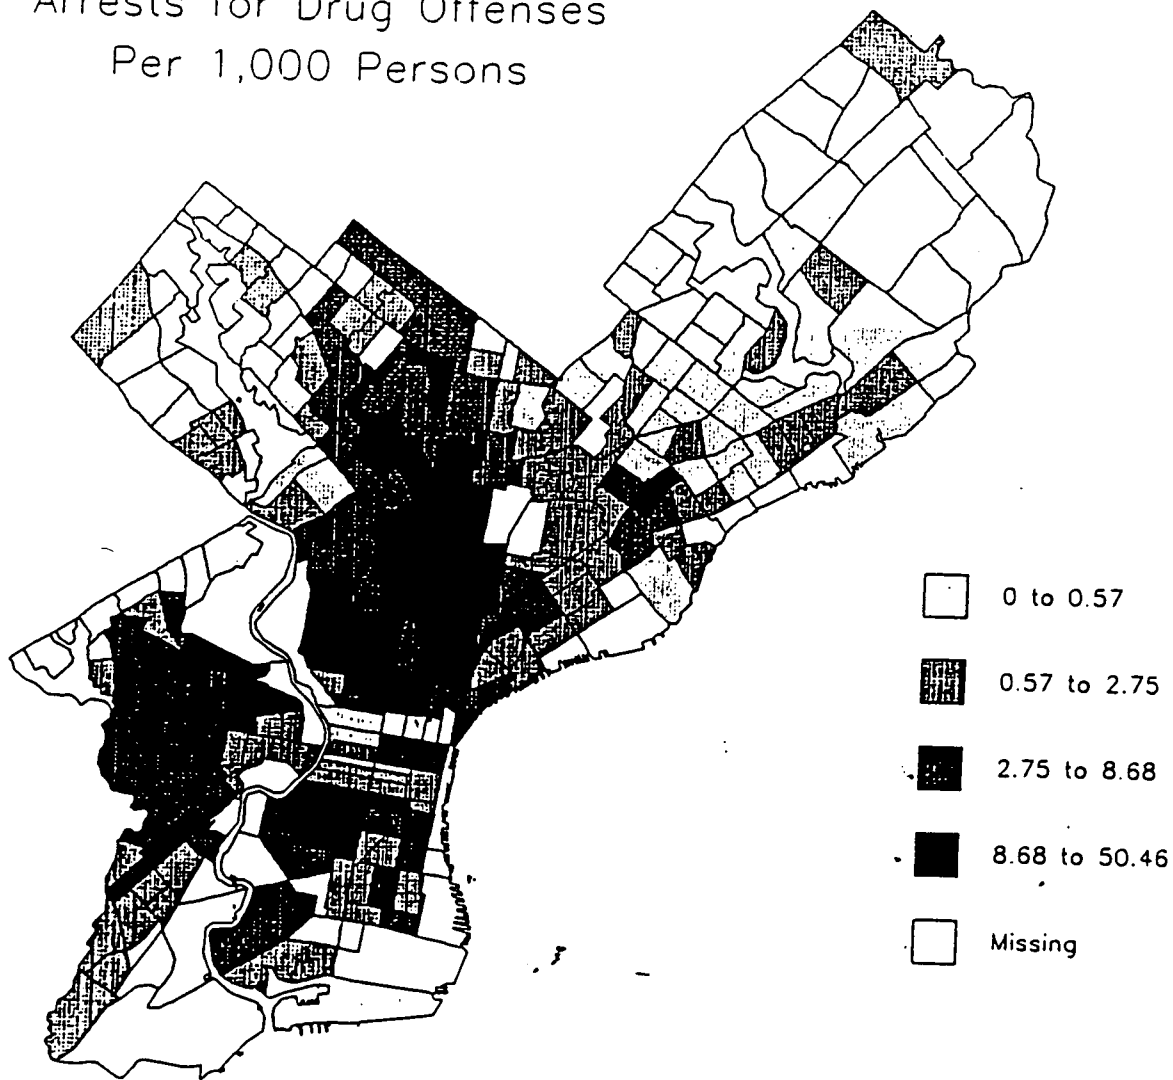 Arrests for Drug Offenses
Per 1,000 Persons
0 to 0.57
0.57 to 2.75
2.75 to 8.68
8.68 to 50.46
Missing